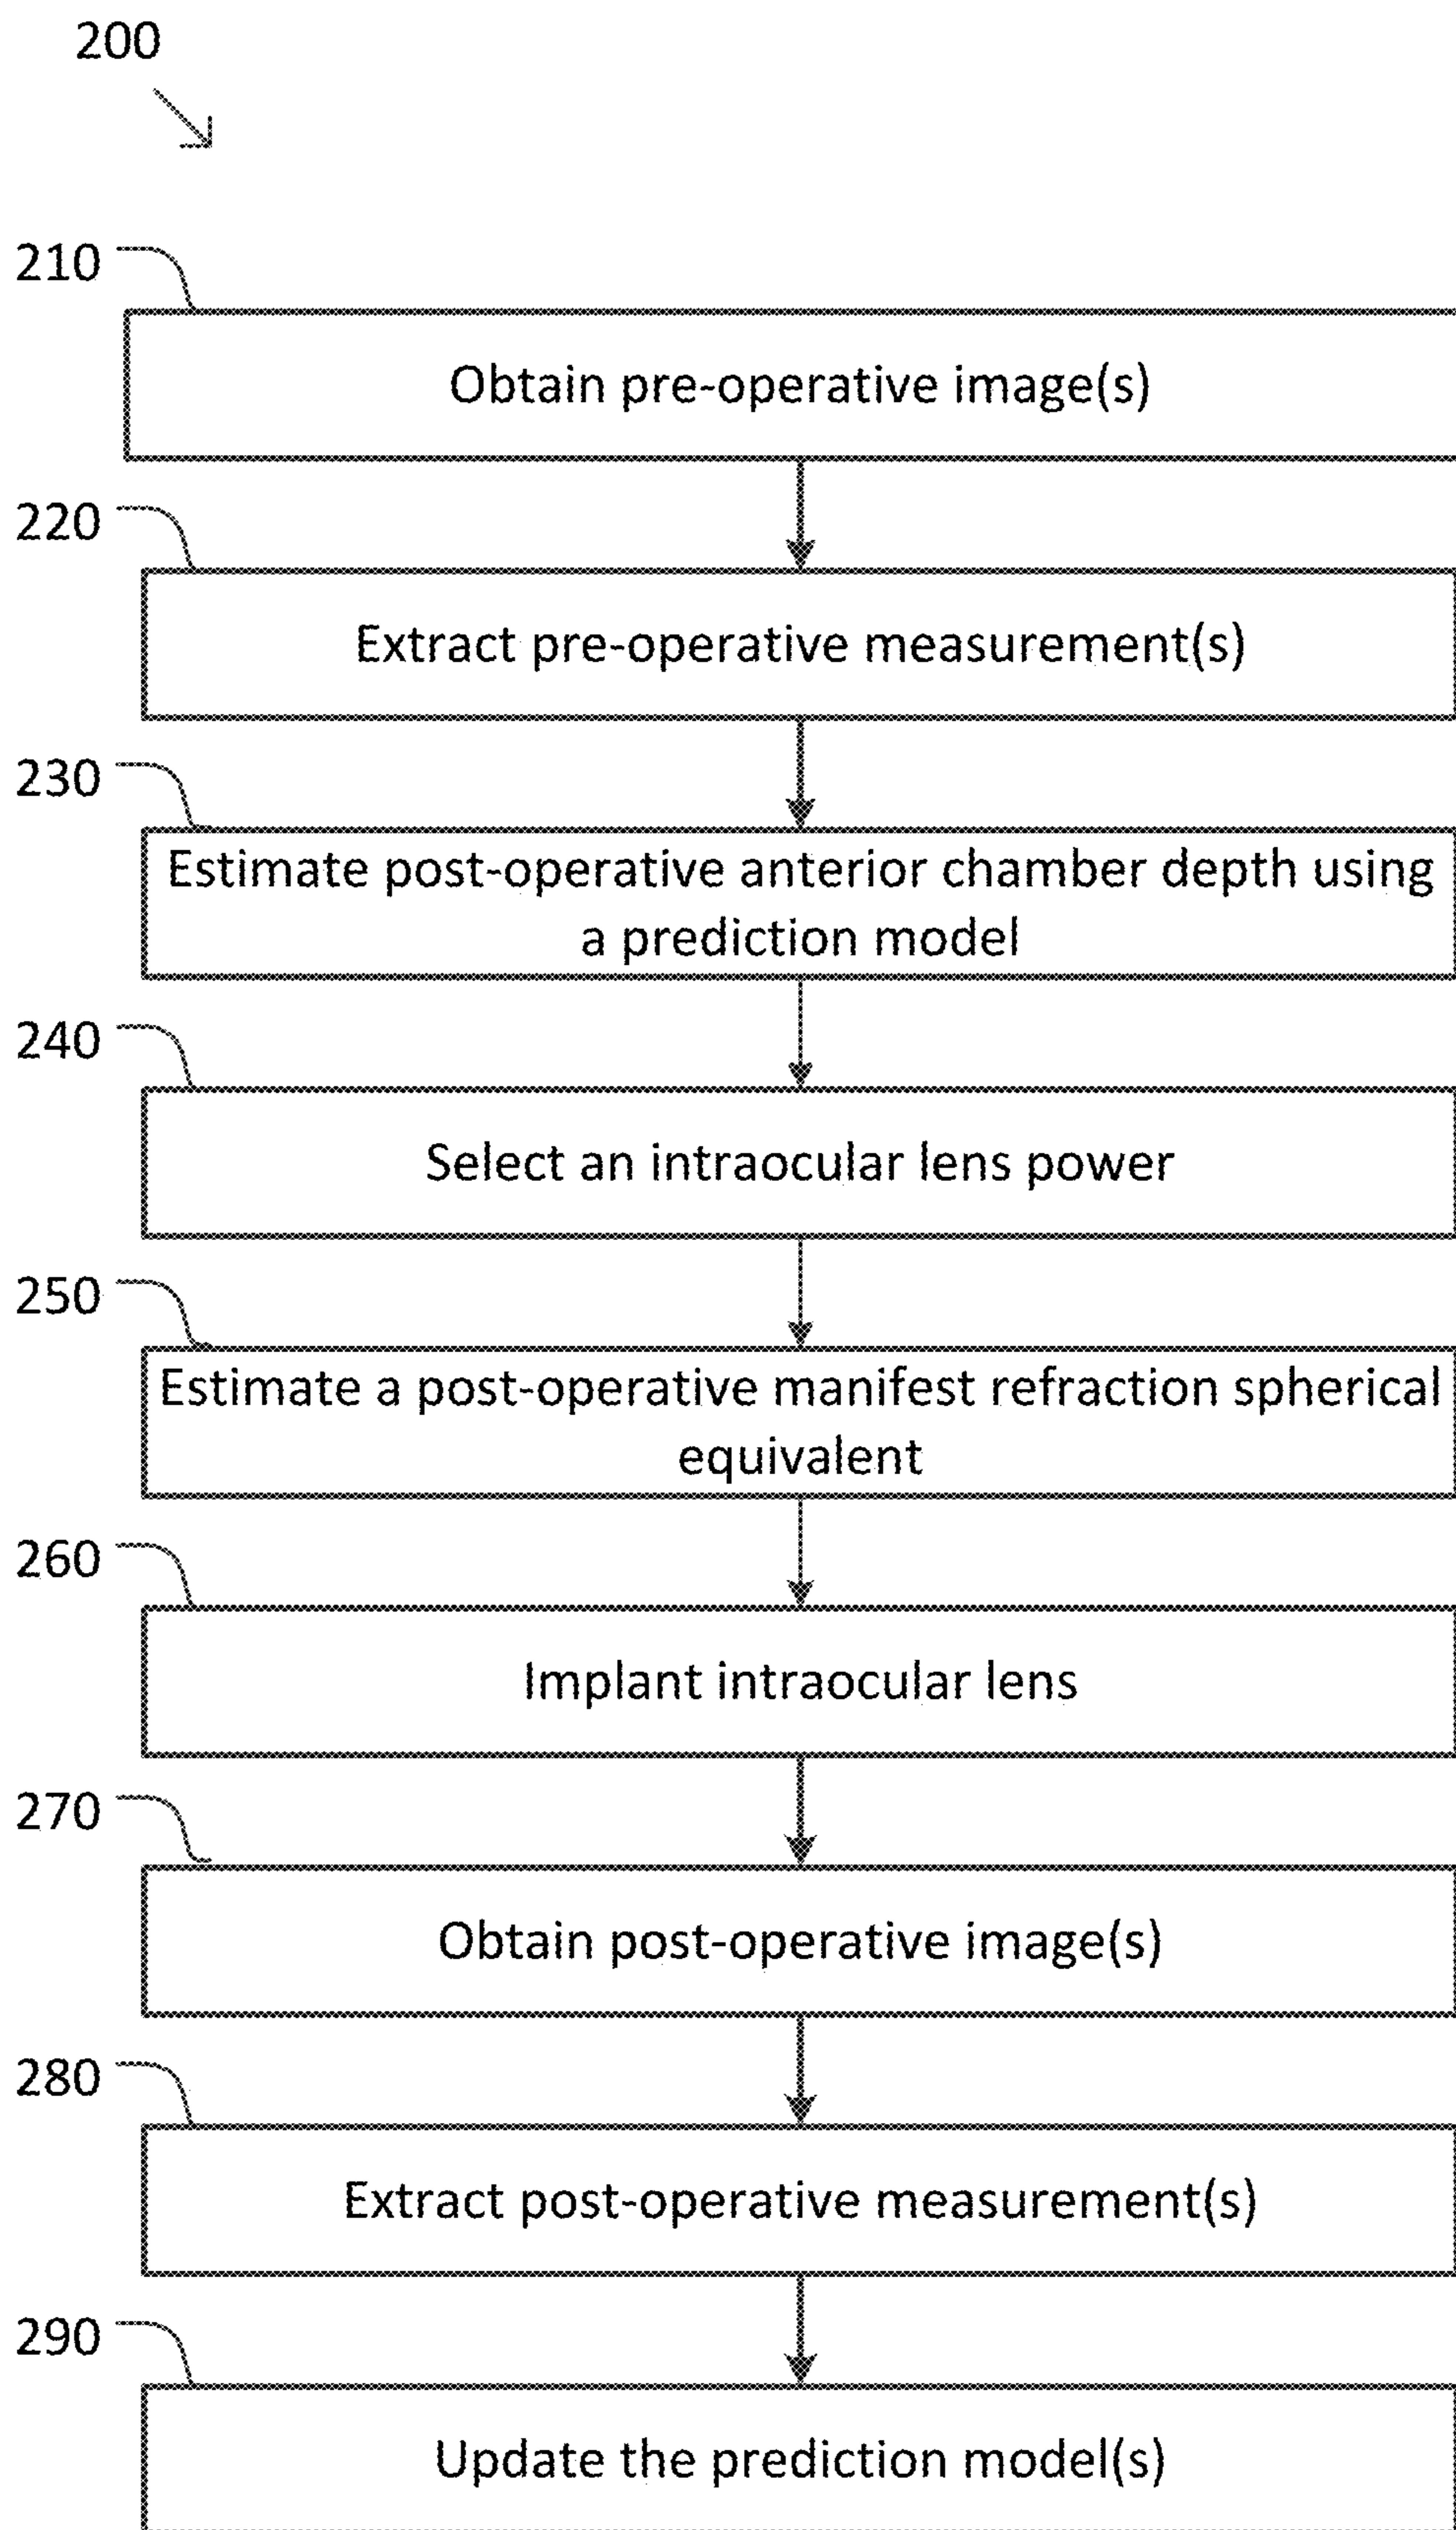 200
210
Obtain pre-operative image(s)
220
Extract pre-operative measurement(s)
230
Estimate post-operative anterior chamber depth using
a prediction model
240
Select an intraocular lens power
250
Estimate a post-operative manifest refraction spherical
equivalent
260
Implant intraocular lens
270
Obtain post-operative image(s)
280
Extract post-operative measurement(s)
290
Update the prediction model(s)